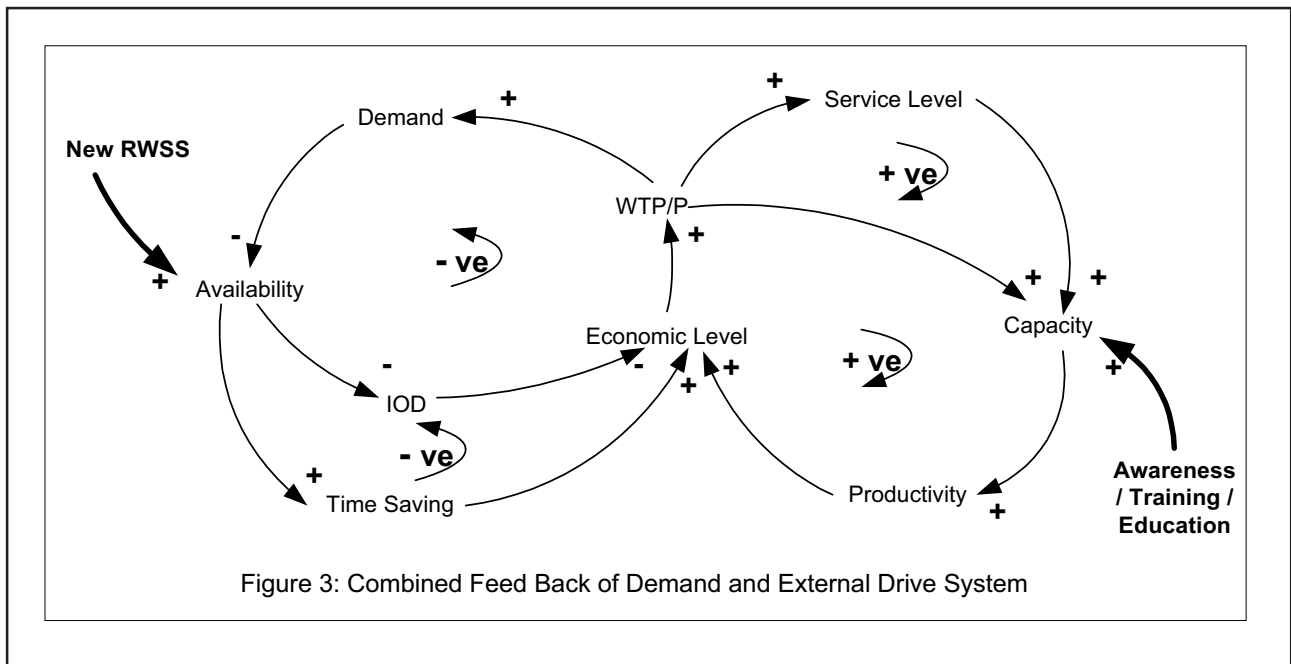 +
Service Level
+
Demand
New RWSS
+ ve
WTP/P
-
+
- ve
+
Availability
+
+
Capacity
Economic Level
-
-
+
+
+ ve
+
IOD
- ve
+
Time Saving
Productivity
+
Awareness
/ Training /
Education
Figure 3: Combined Feed Back of Demand and External Drive System